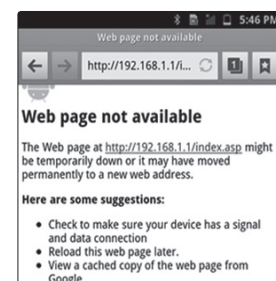 5:46 PM
Web page not available
http://192.168.1.1/i...
1
Web page not available
The Web page at http://192.168.1.1/index.asp might
be temporarily down or it may have moved
permanently to a new web address.
Here are some suggestions:
• Check to make sure your device has a signal
and data connection
• Reload this web page later.
• View a cached copy of the web page from
Google